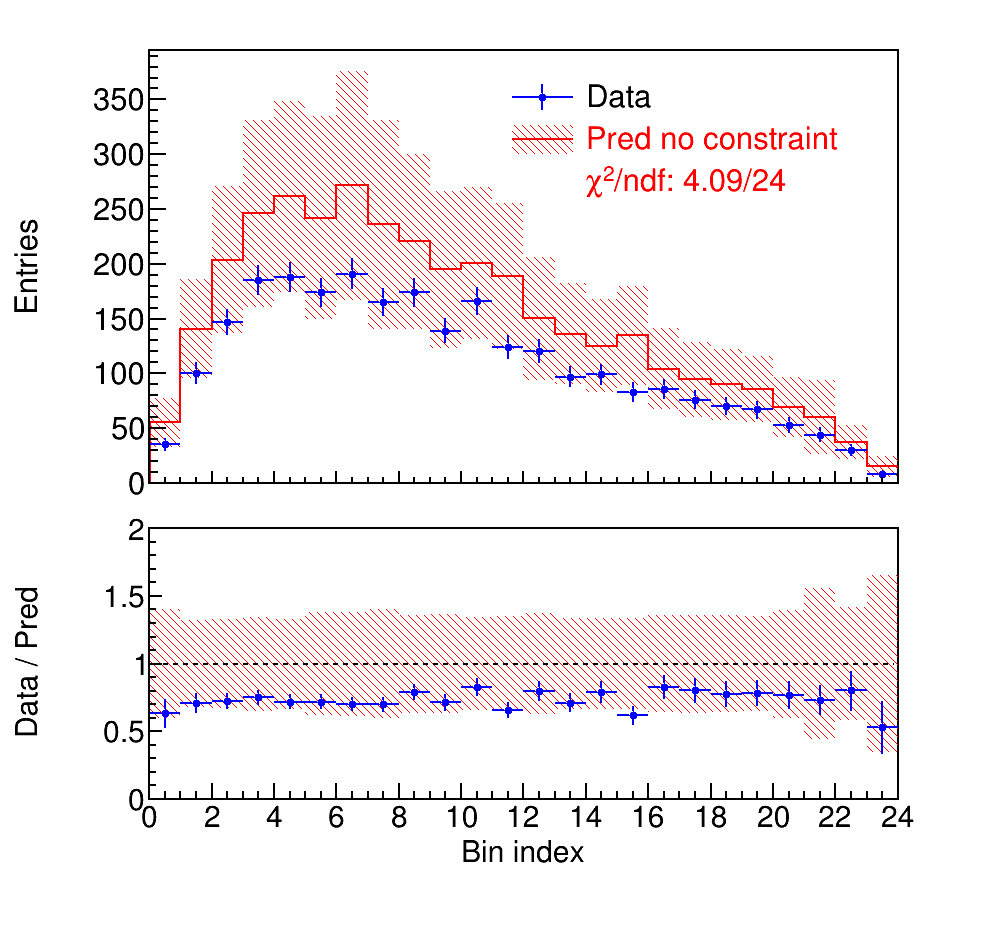 Entries
350
300
250
200
150
100
50
0
Data
Pred no constraint
χ²/ndf: 4.09/24
Data / Pred
2
1.5
1
0.5
0
0 2 4 6 8 10 12 14 16 18 20 22 24
Bin index